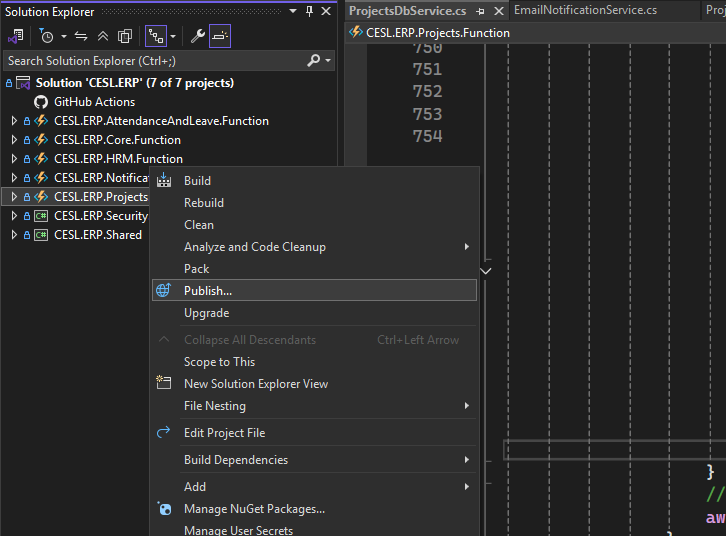 Solution Explorer
Search Solution Explorer (Ctrl+;)
Solution 'CESL.ERP' (7 of 7 projects)
GitHub Actions
CESL.ERP.AttendanceAndLeave.Function
CESL.ERP.Core.Function
CESL.ERP.HRM.Function
CESL.ERP.Notificat
CESL.ERP.Projects
CESL.ERP.Security
CESL.ERP.Shared
Build
Rebuild
Clean
Analyze and Code Cleanup
Pack
Publish...
Upgrade
Collapse All Descendants Ctrl+Left Arrow
Scope to This
New Solution Explorer View
File Nesting
Edit Project File
Build Dependencies
Add
Manage NuGet Packages...
Manage User Secrets
ProjectsDbService.cs EmailNotificationService.cs Proj
CESL.ERP.Projects.Function
750
751
752
753
754
}
//
aw